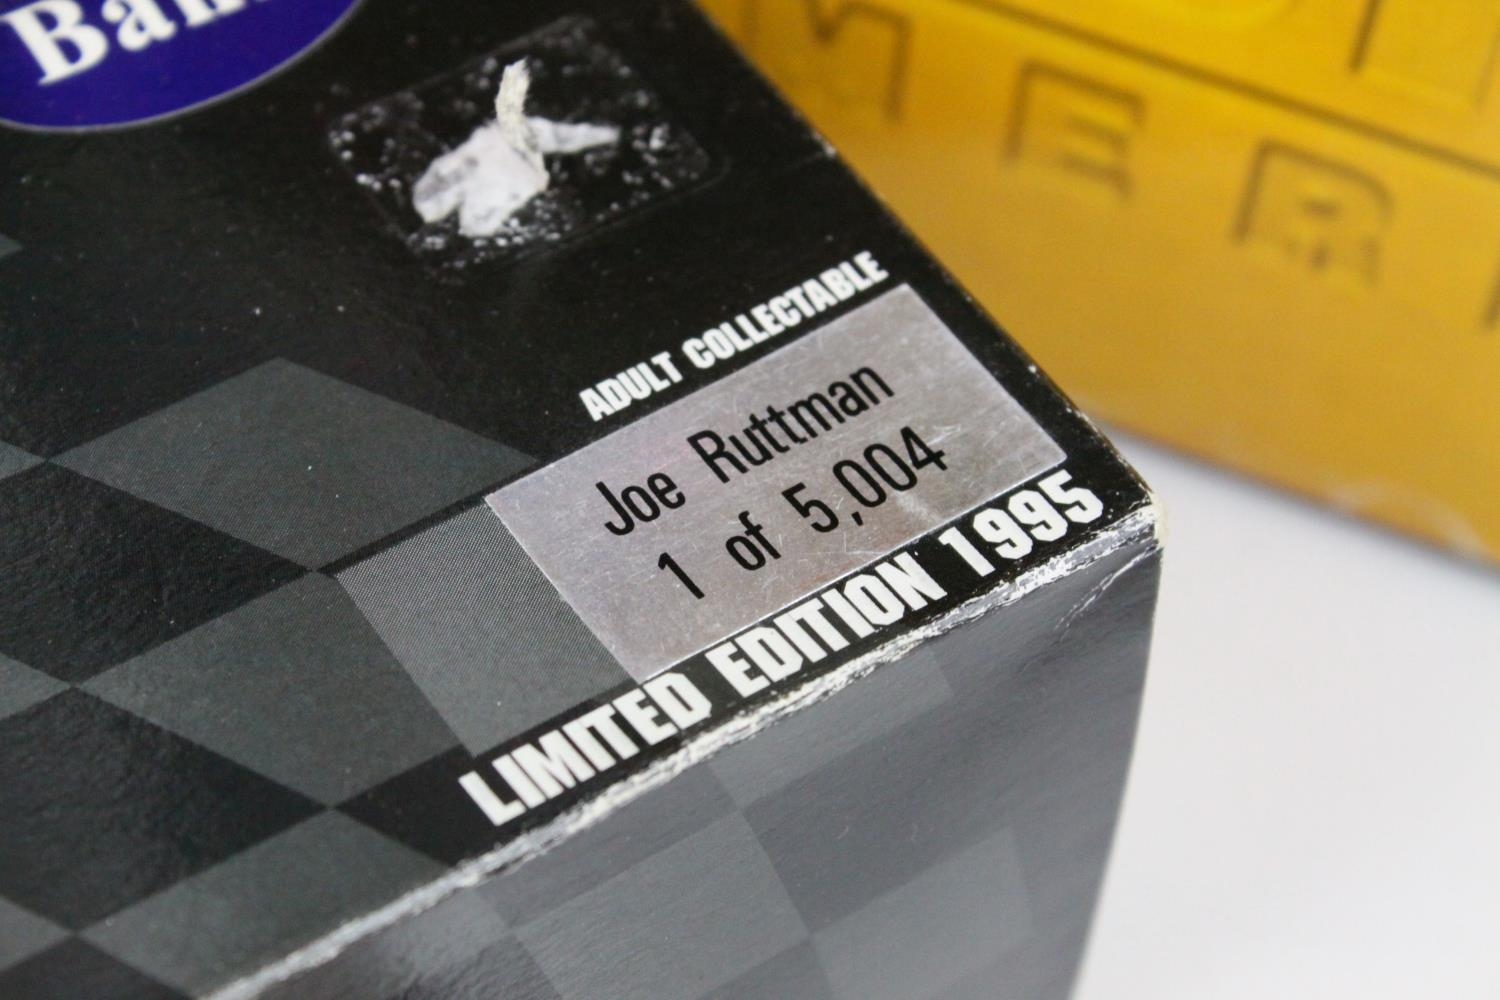 ADULT COLLECTABLE
Joe Ruttman
1 of 5,004
LIMITED EDITION 1995